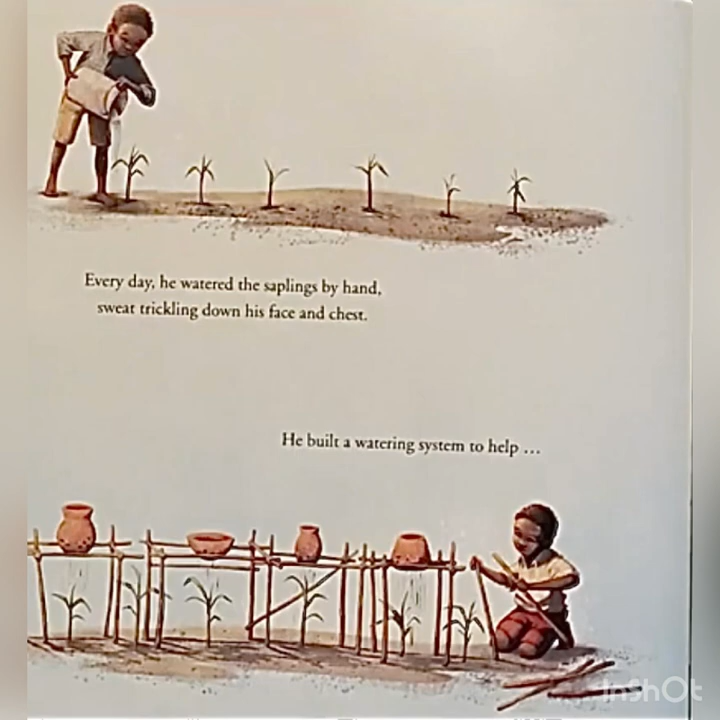 Every day, he watered the saplings by hand,
sweat trickling down his face and chest.
He built a watering system to help ...
InShOt